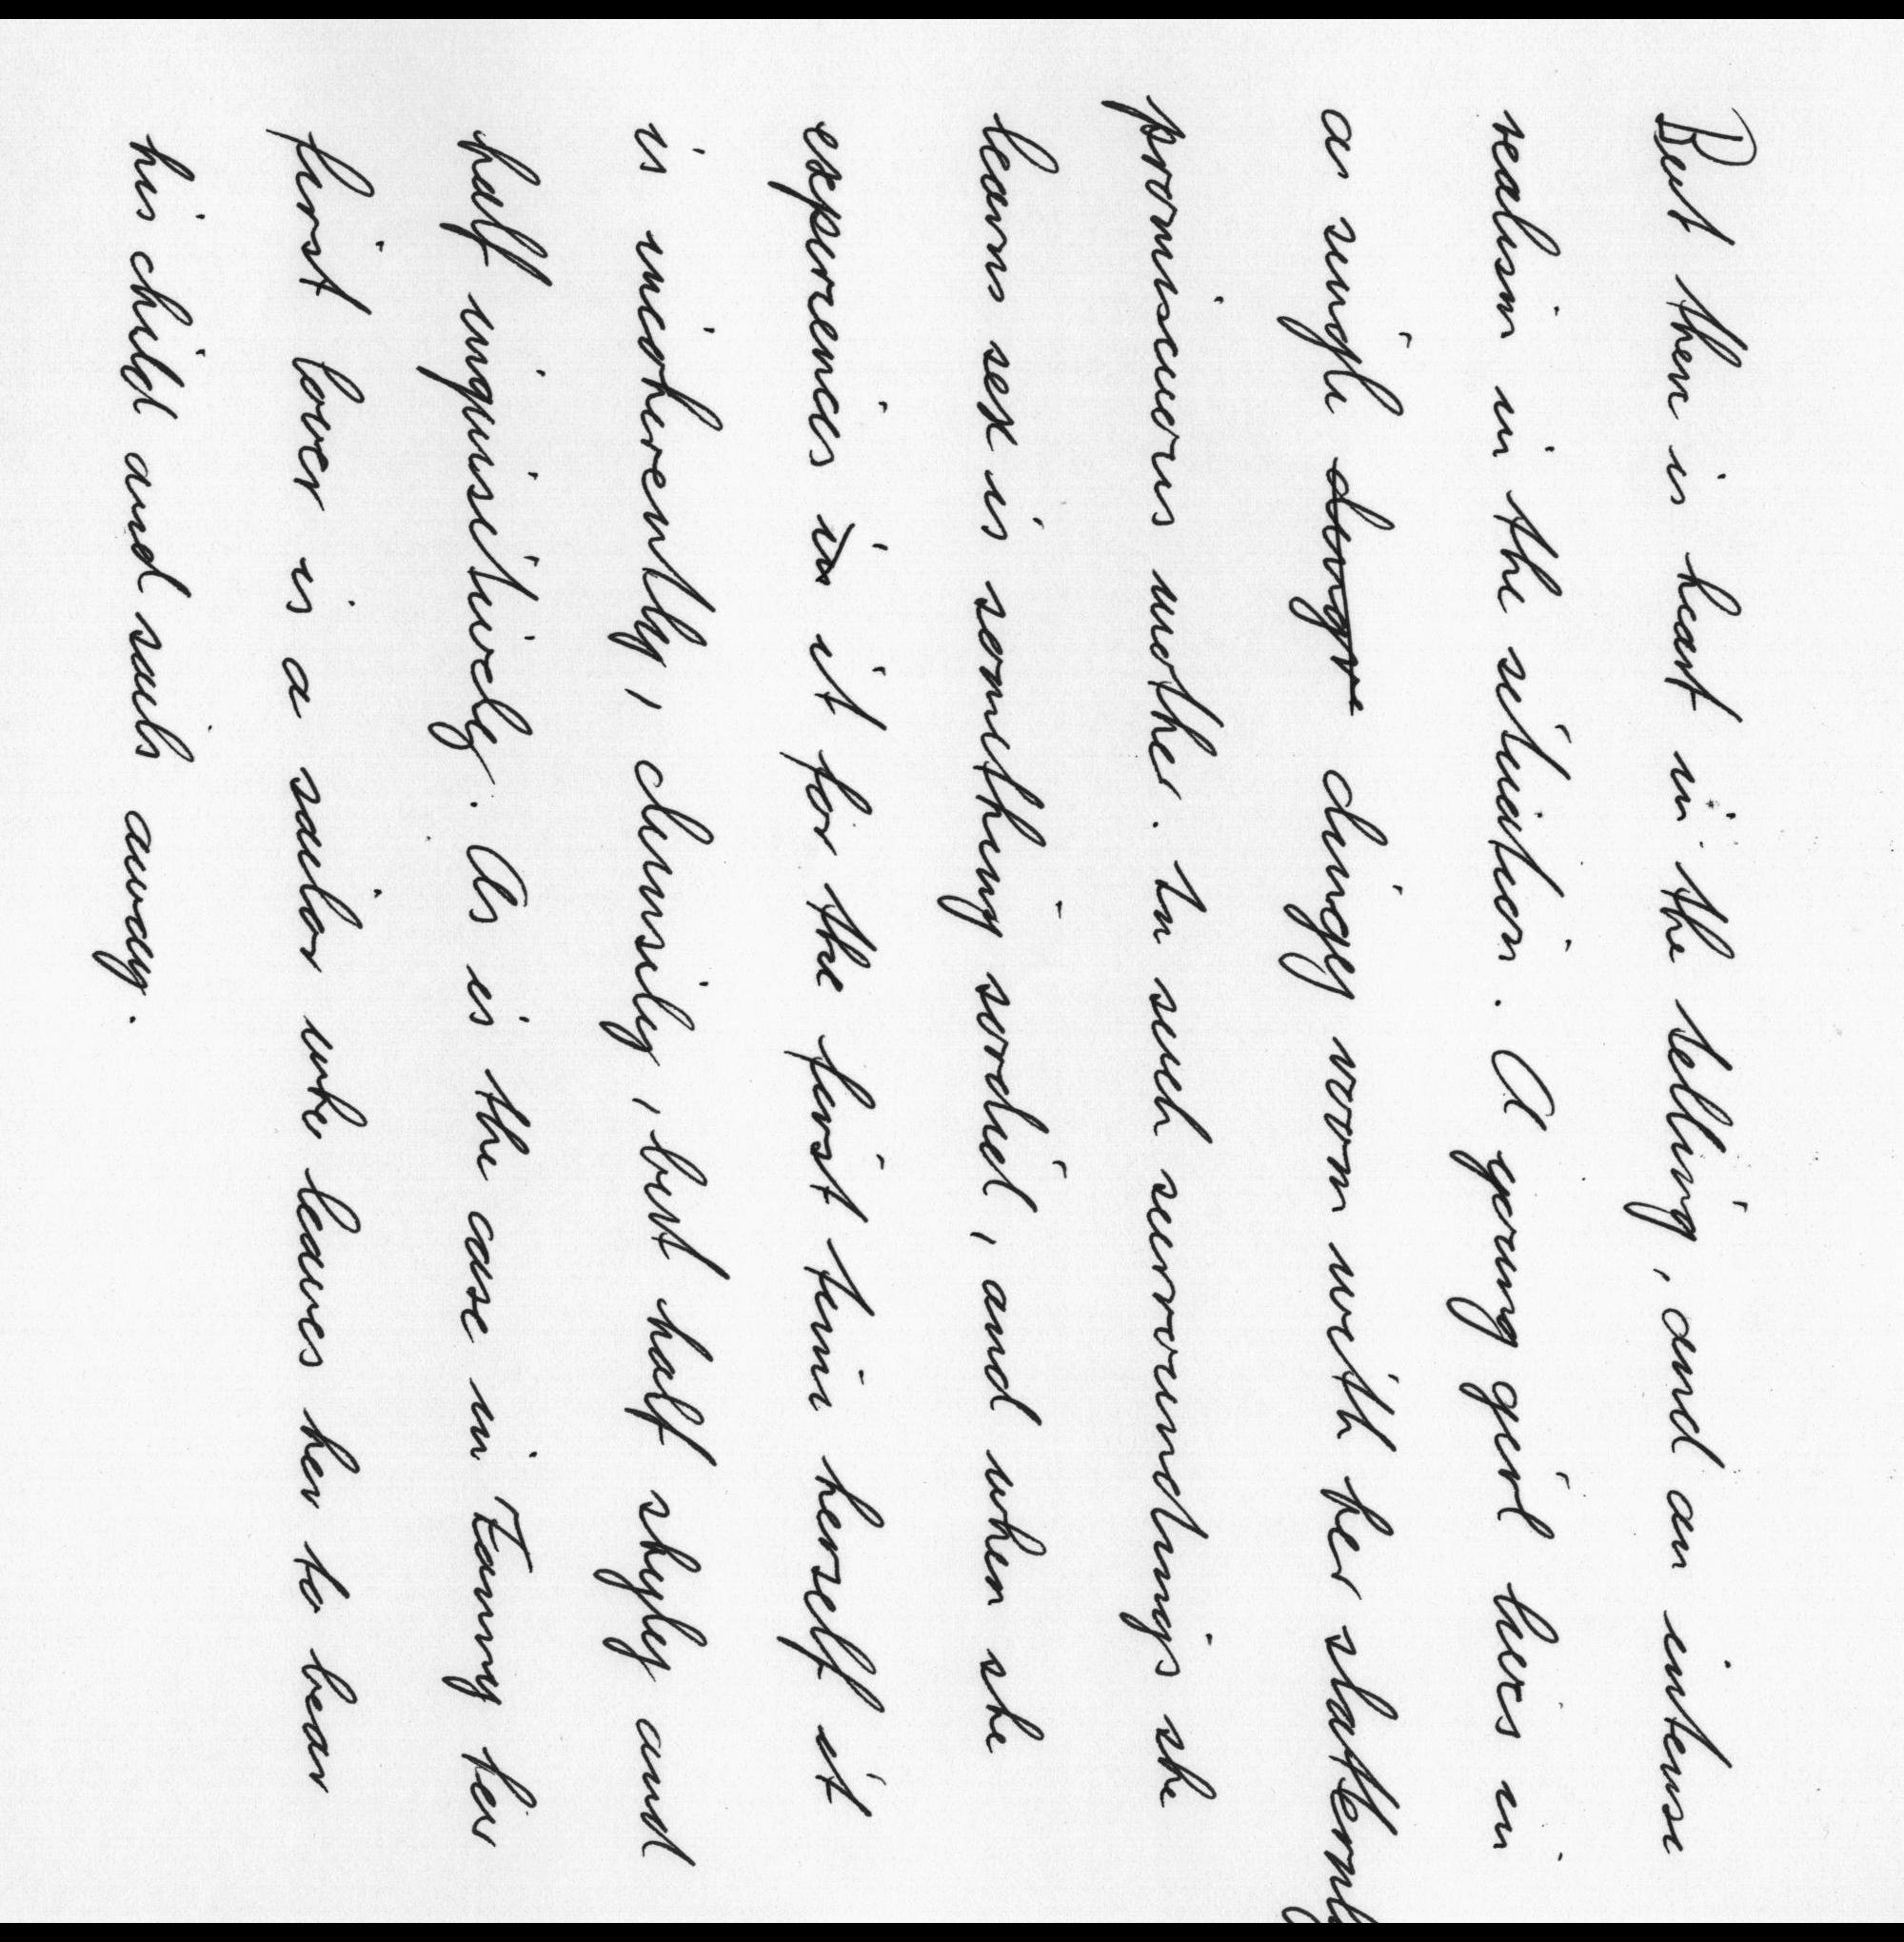 But there is heart in the telling, and an intense
realism in the situation. A young girl lives in
as single dingy room with her slatternly
promiscuous mother. In such surroundings she
learns sex is something sordid, and when she
experiences it for the first time herself it
is incoherently, clumsily, but half shyly and
half inquisitively. As is the case in Fanny her
first lover is a sailor who leaves her to bear
his child and sails away.